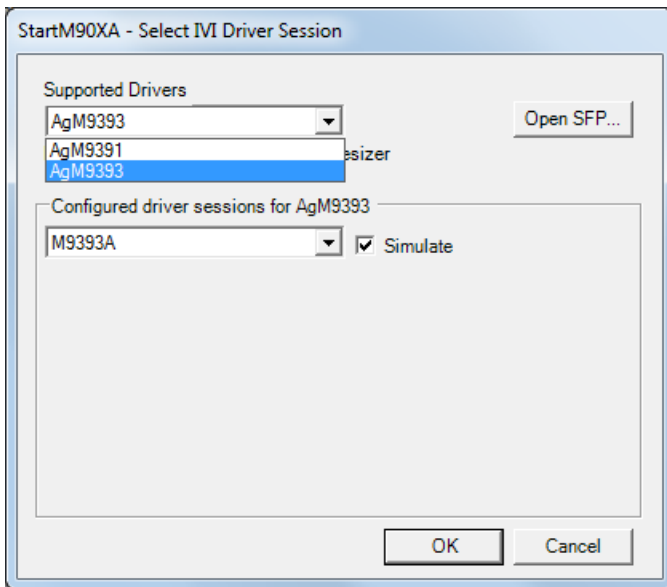 StartM90XA - Select IVI Driver Session
Supported Drivers
AgM9393
Open SFP...
AgM9391
AgM9393
esizer
Configured driver sessions for AgM9393
M9393A
Simulate
OK
Cancel